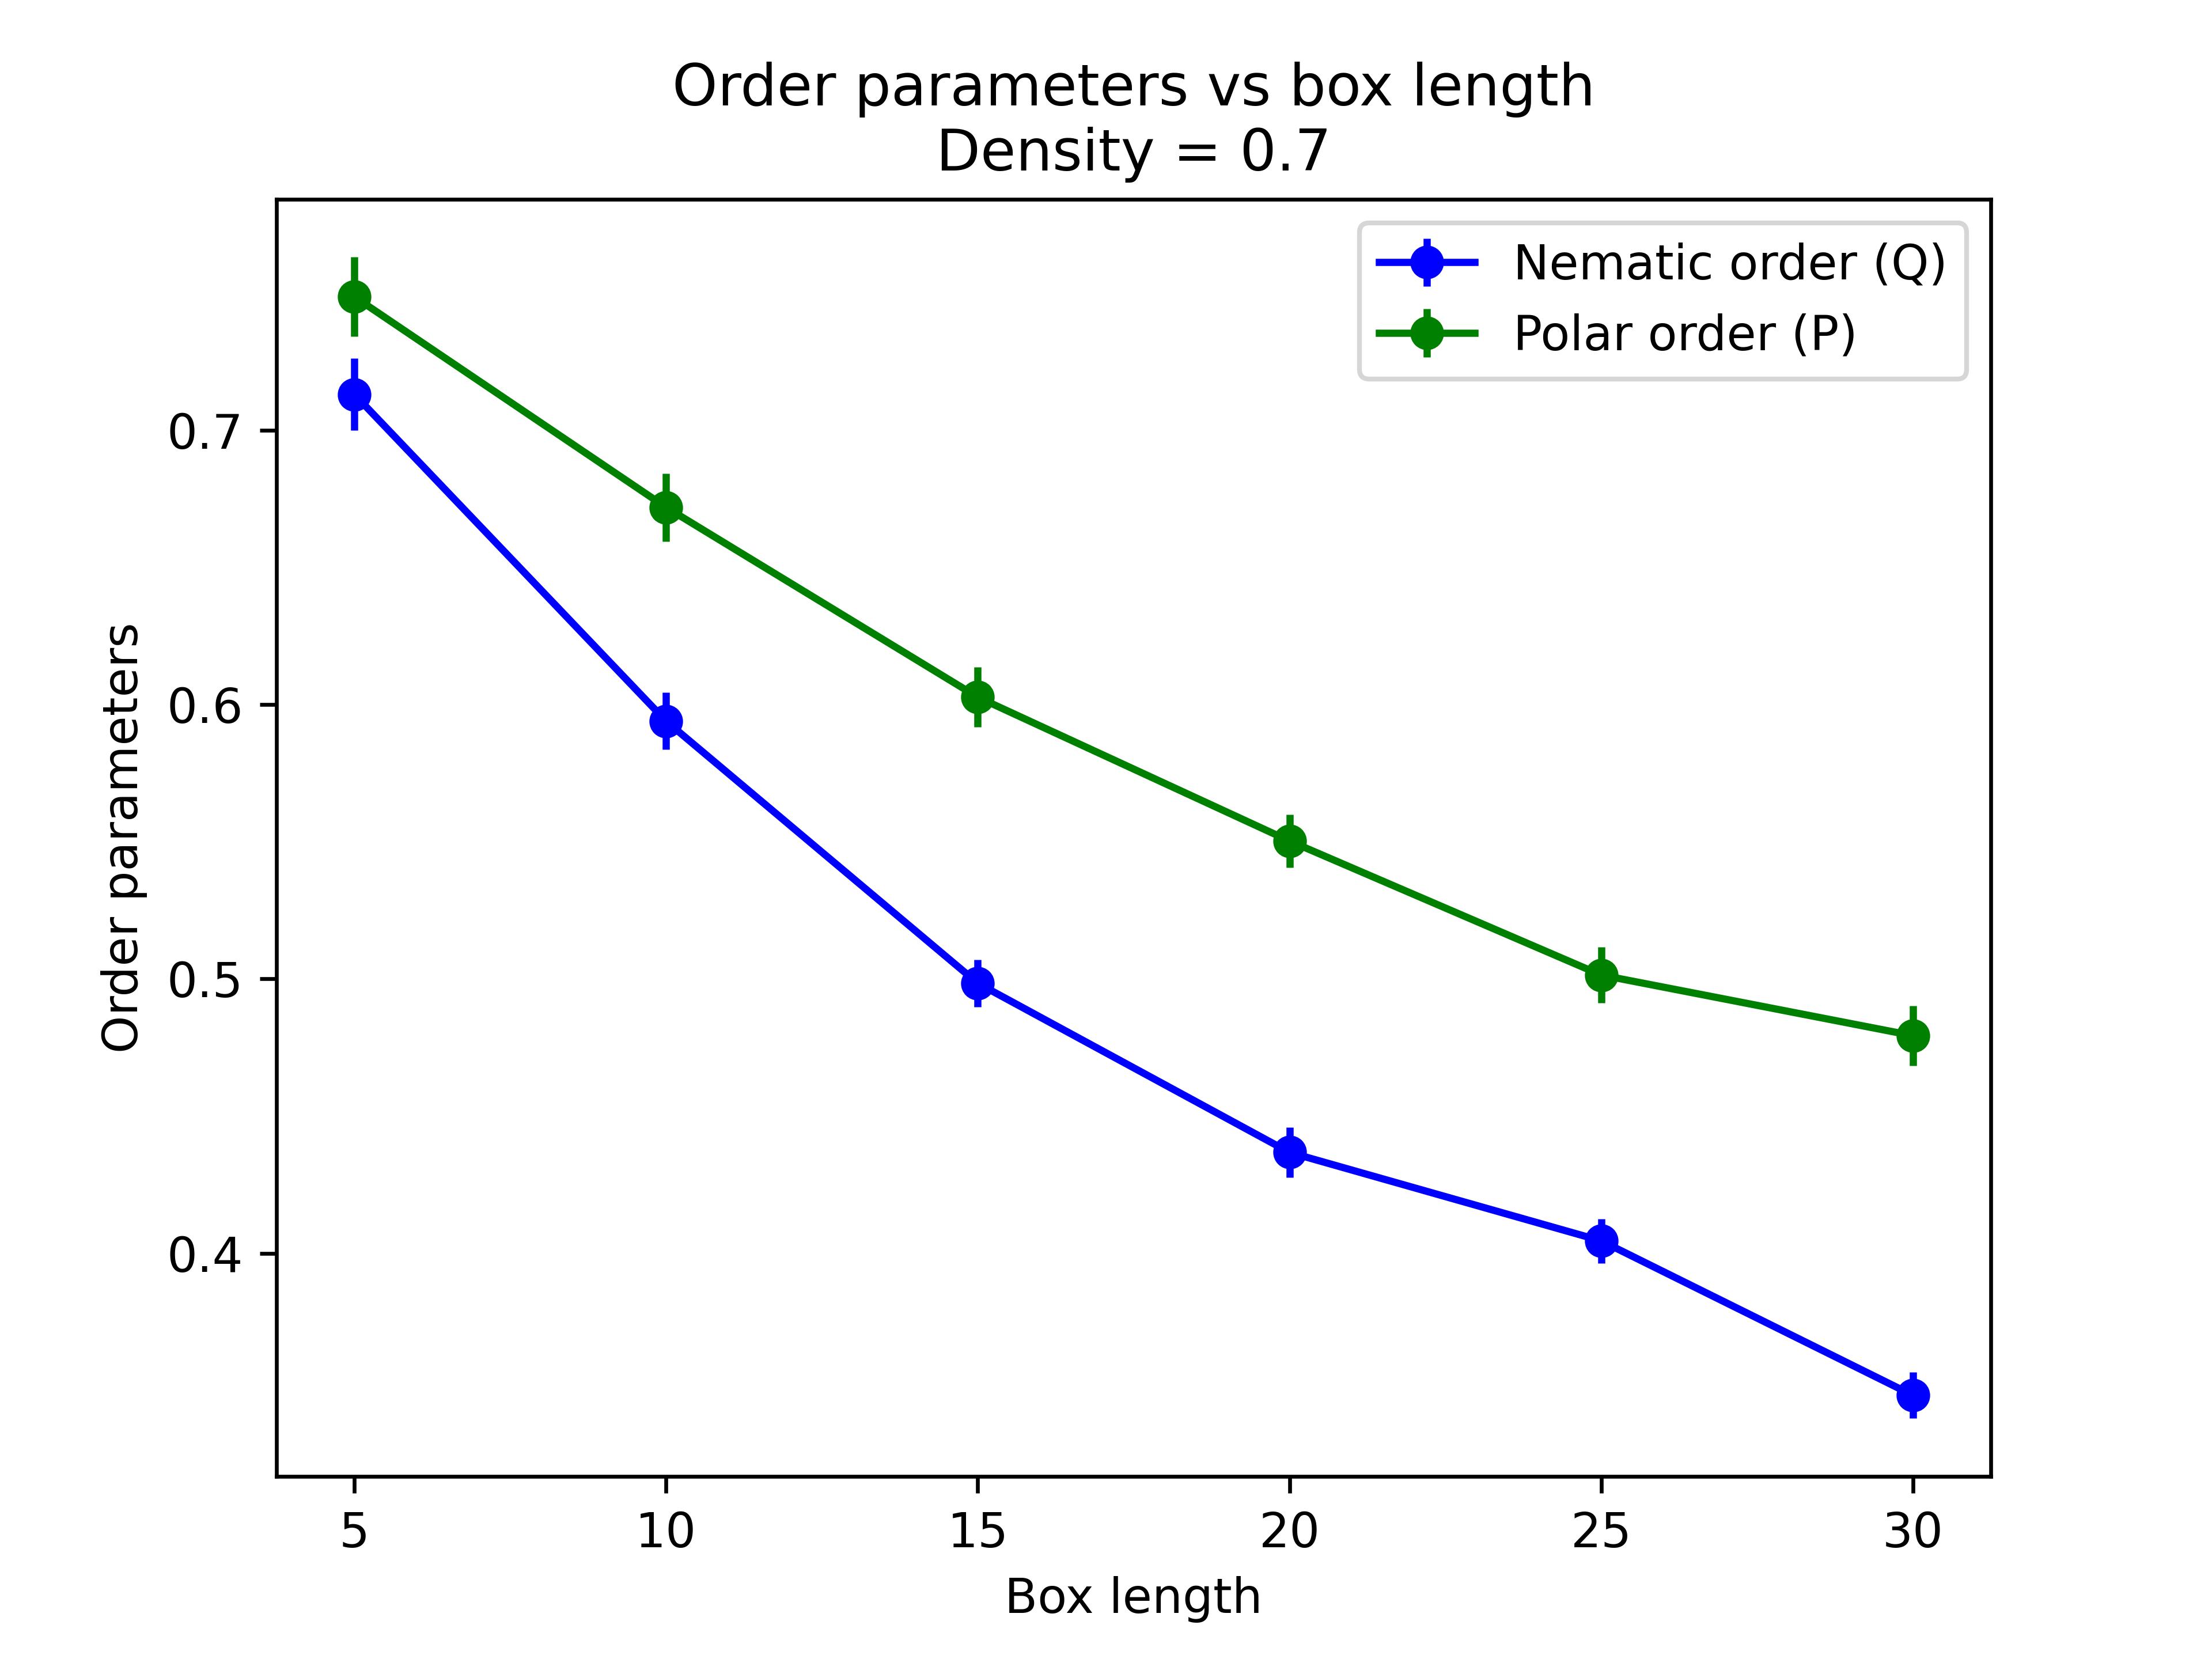 Order parameters vs box length
Density = 0.7
Nematic order (Q)
Polar order (P)
Order parameters
0.7
0.6
0.5
0.4
5 10 15 20 25 30
Box length